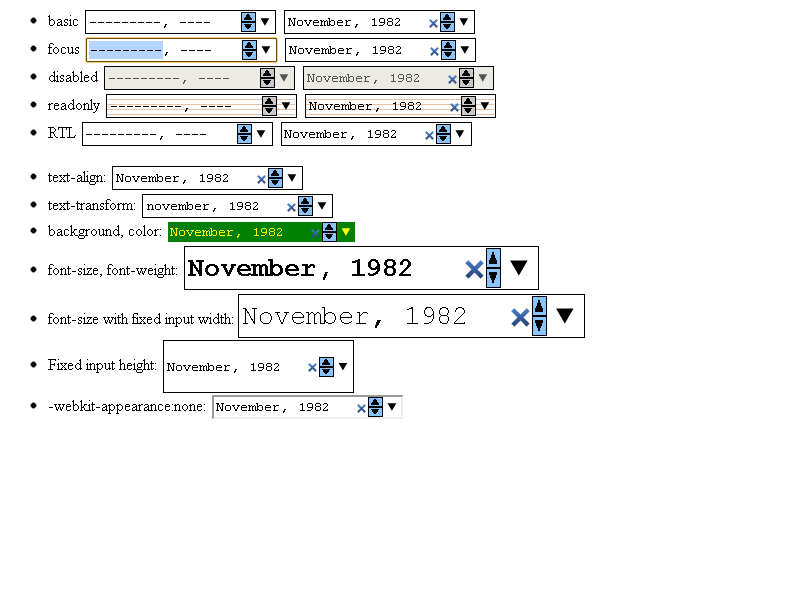 basic ---------, ---- November, 1982
focus ---------, ---- November, 1982
disabled ---------, ---- November, 1982
readonly ---------, ---- November, 1982
RTL ---------, ---- November, 1982
text-align: November, 1982
text-transform: november, 1982
background, color: November, 1982
font-size, font-weight: November, 1982
font-size with fixed input width: November, 1982
Fixed input height: November, 1982
-webkit-appearance:none: November, 1982